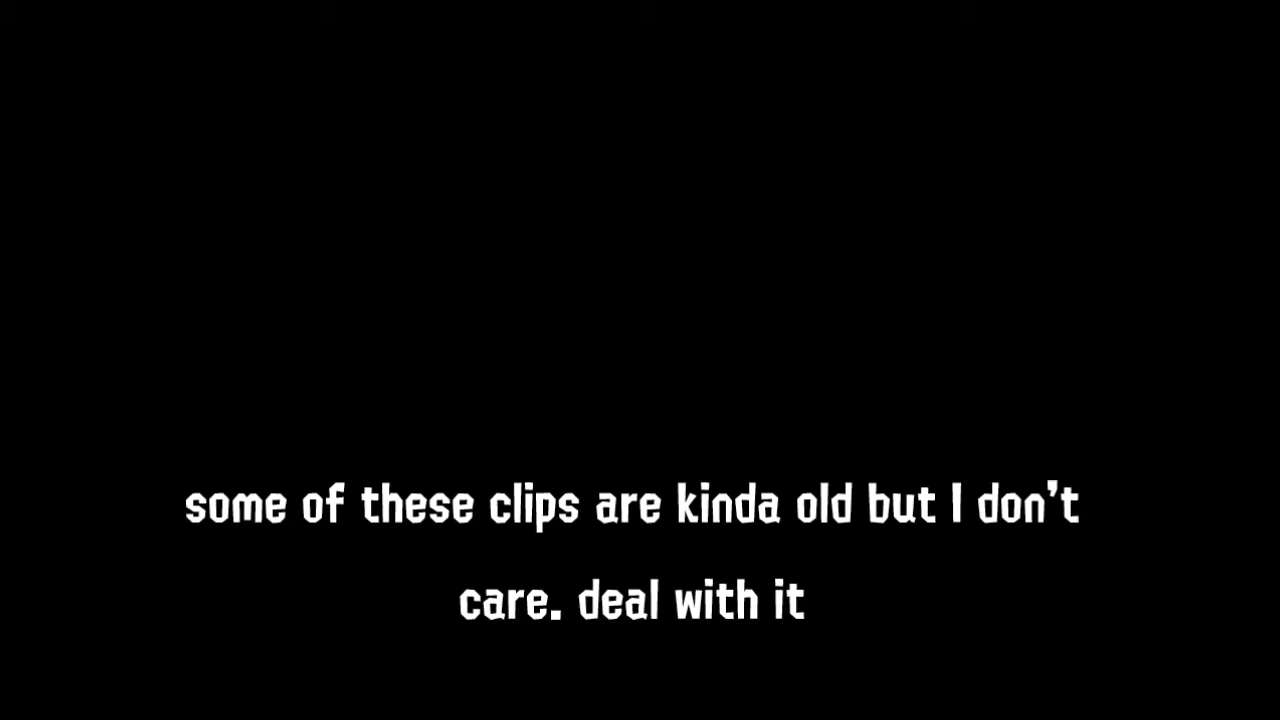 some of these clips are kinda old but I don't
care. deal with it